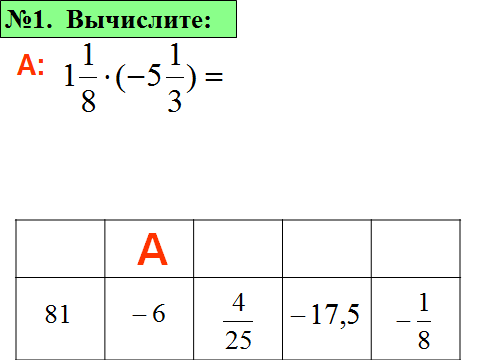 №1. Вычислите:
А: 1 1/8 · (−5 1/3) =
А
81 −6 4/25 −17,5 −1/8